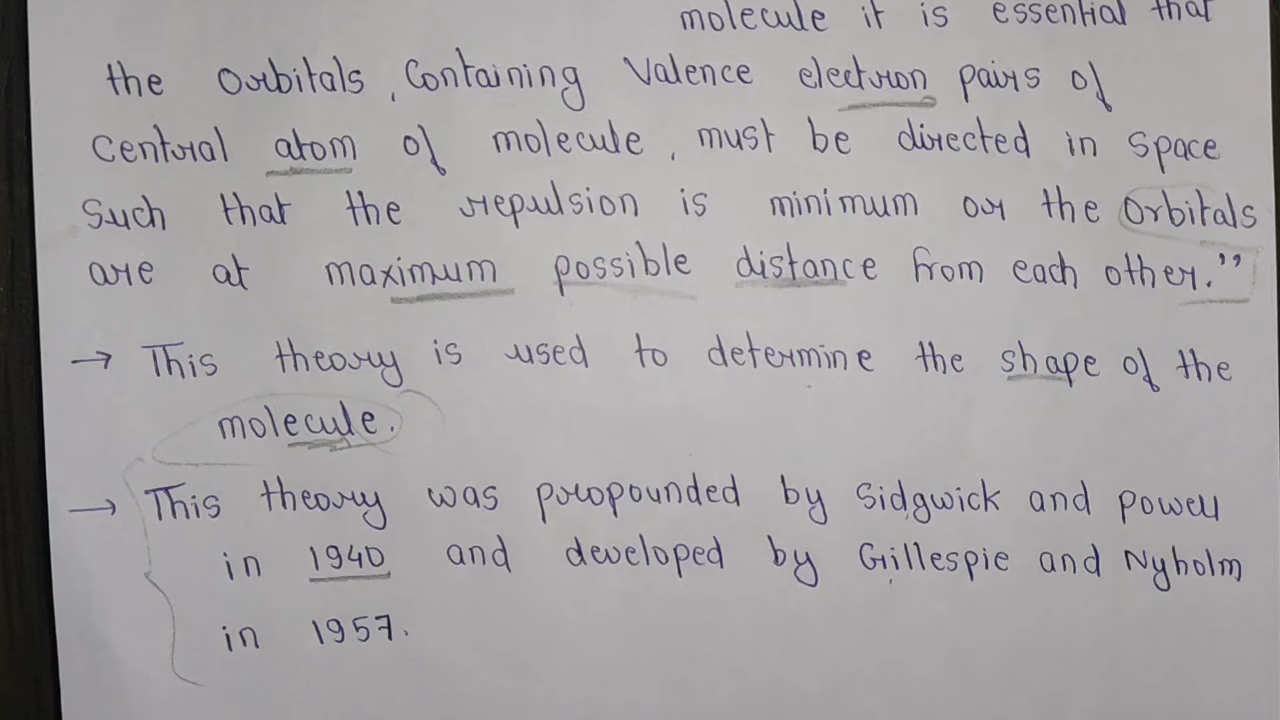 molecule it is essential that
the Orbitals, Containing Valence electron pairs of
Central atom of molecule, must be directed in space
Such that the repulsion is minimum or the Orbitals
are at maximum possible distance from each other."
→ This theory is used to determine the shape of the
molecule.
→ This theory was propounded by Sidgwick and Powell
in 1940 and developed by Gillespie and Nyholm
in 1957.